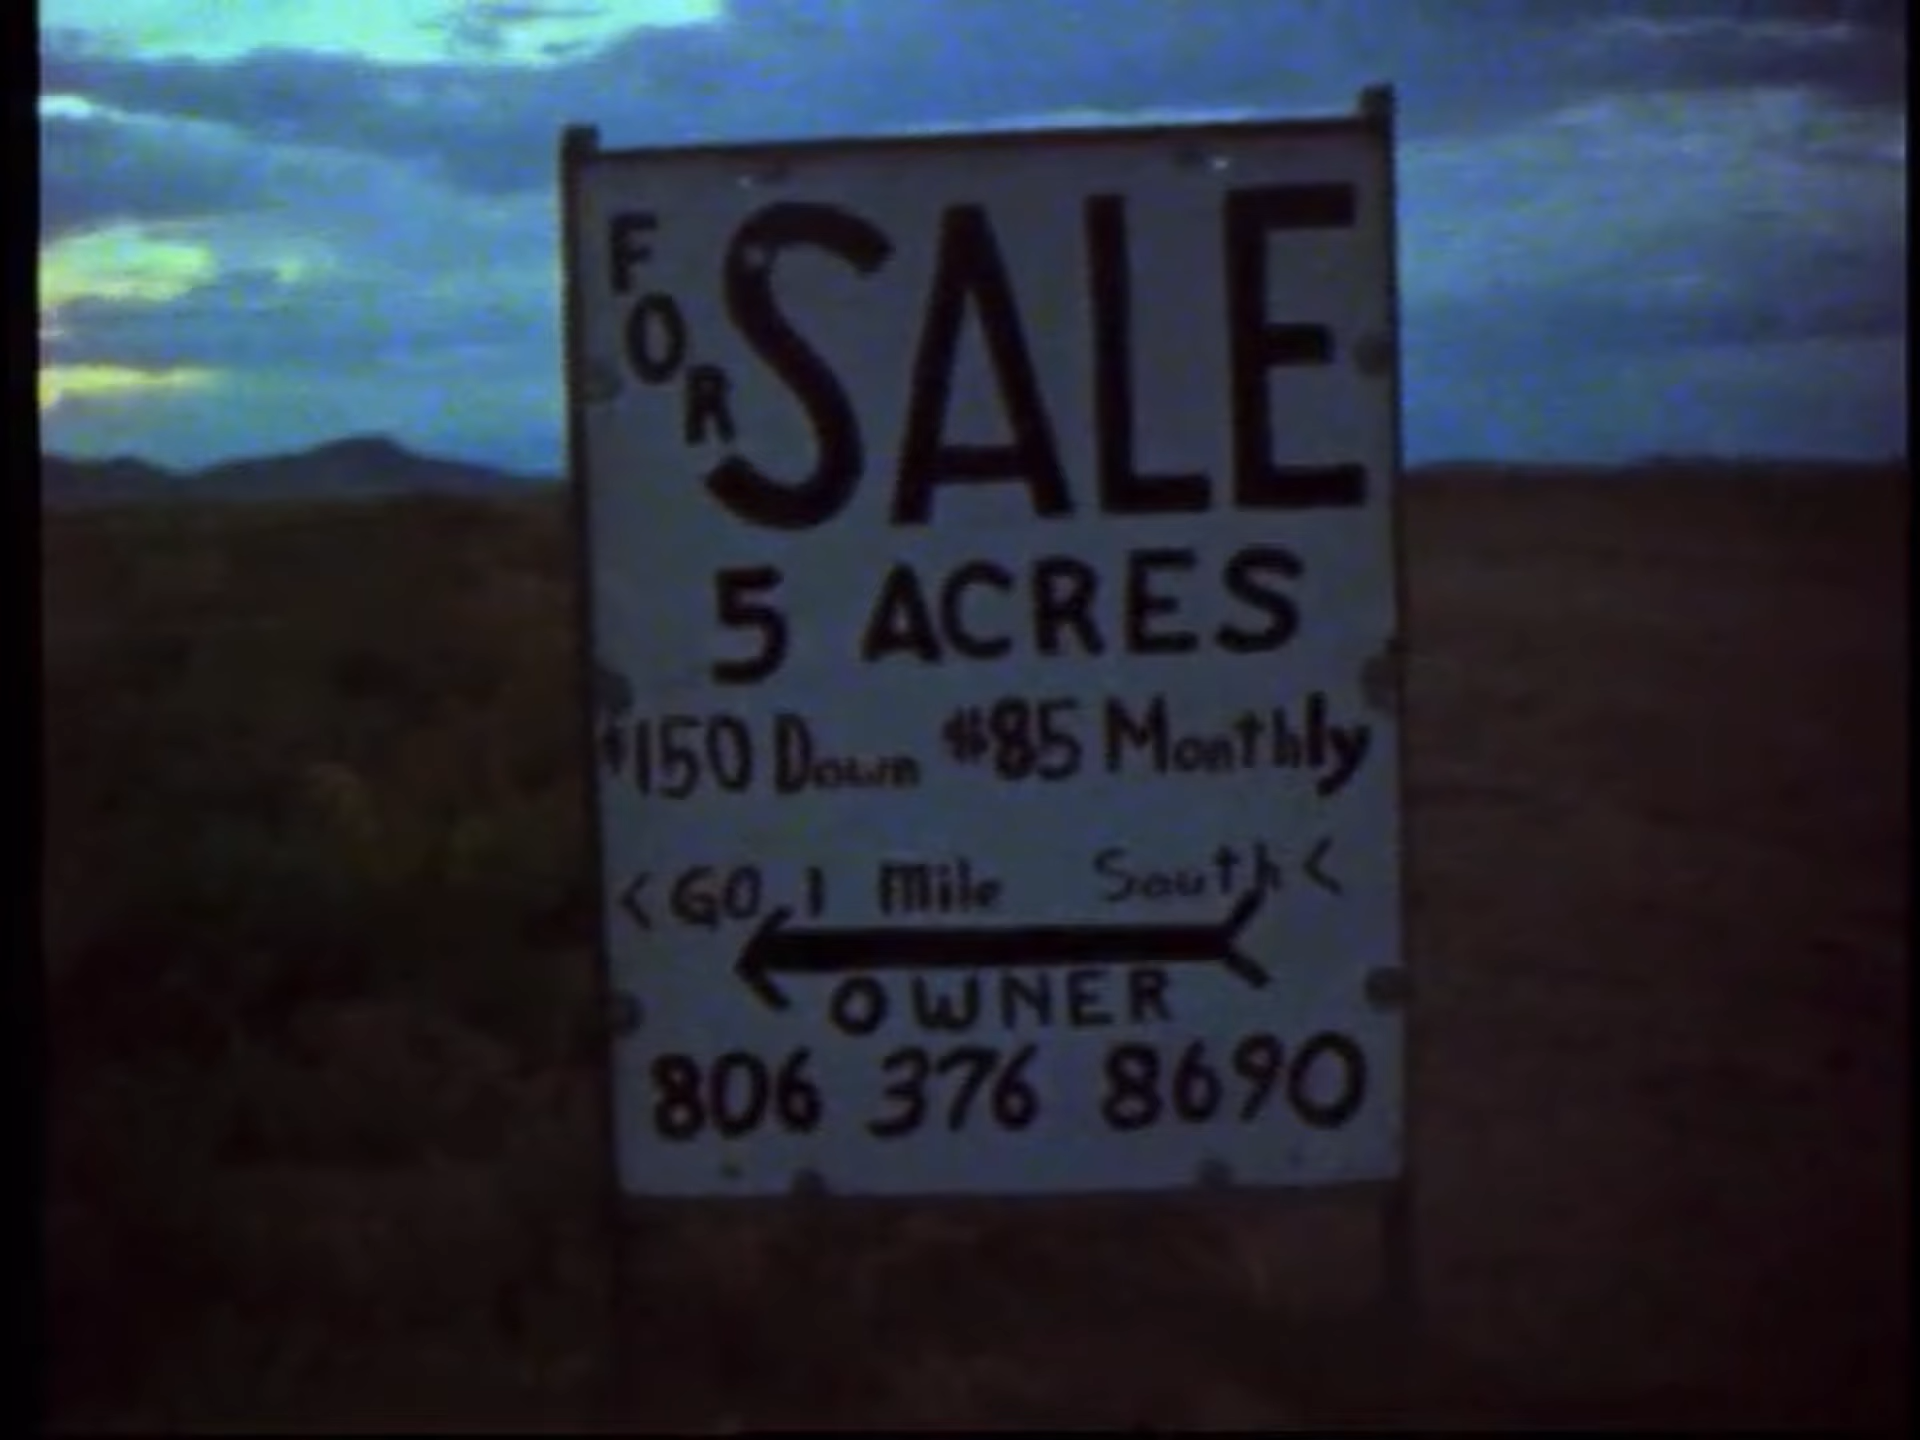 FOR SALE
5 ACRES
$150 Down $85 Monthly
< GO 1 Mile South <
OWNER
806 376 8690